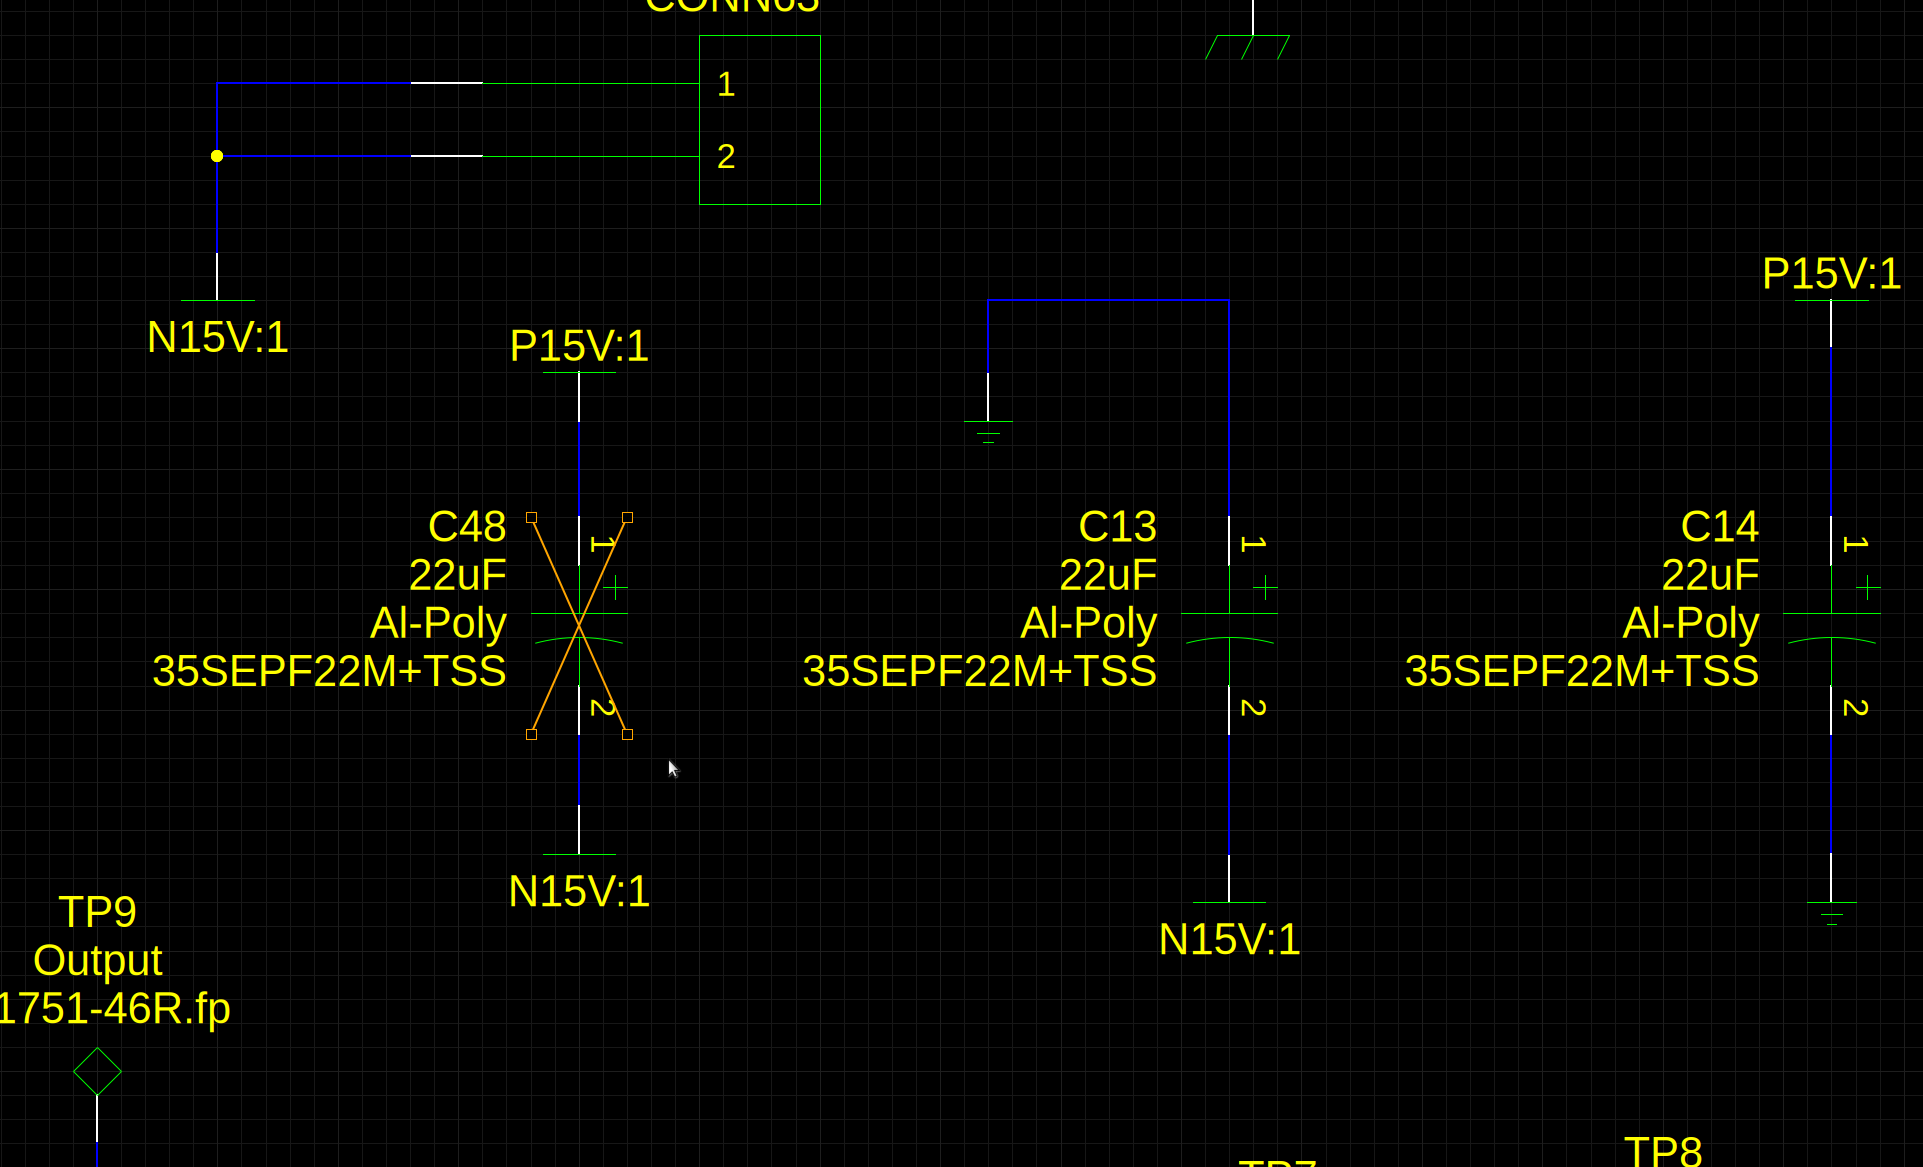 CONN63
1
2
N15V:1
P15V:1
P15V:1
C48
22uF
Al-Poly
35SEPF22M+TSS
1
2
N15V:1
C13
22uF
Al-Poly
35SEPF22M+TSS
1
2
N15V:1
C14
22uF
Al-Poly
35SEPF22M+TSS
1
2
TP9
Output
1751-46R.fp
TP7
TP8